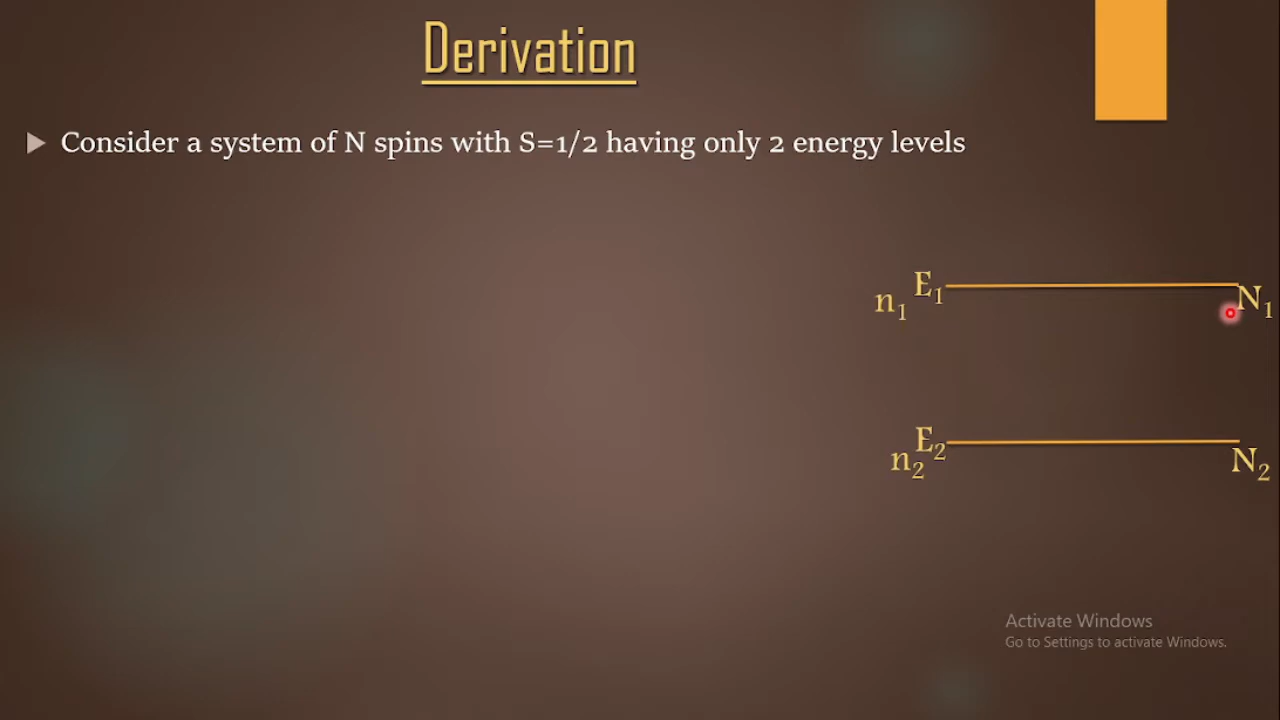 Derivation
Consider a system of N spins with S=1/2 having only 2 energy levels
n₁ E₁ N₁
n₂ E₂ N₂
Activate Windows
Go to Settings to activate Windows.